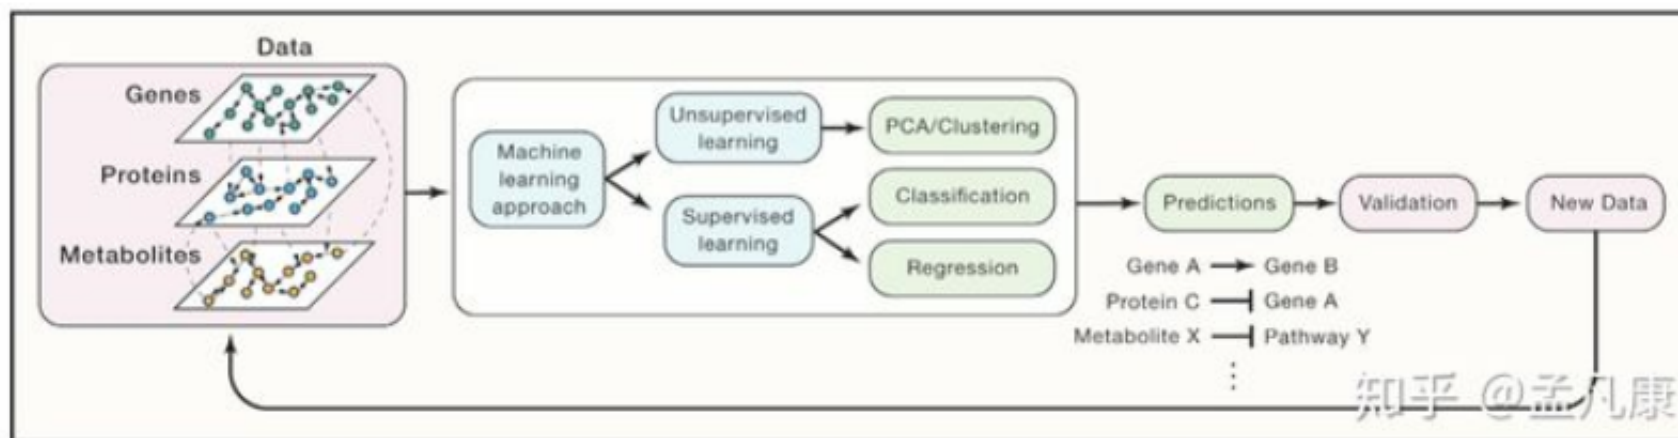 Data
Genes
Proteins
Metabolites
Machine
learning
approach
Unsupervised
learning
Supervised
learning
PCA/Clustering
Classification
Regression
Predictions
Validation
New Data
Gene A Gene B
Protein C Gene A
Metabolite X Pathway Y
知乎 @孟凡康